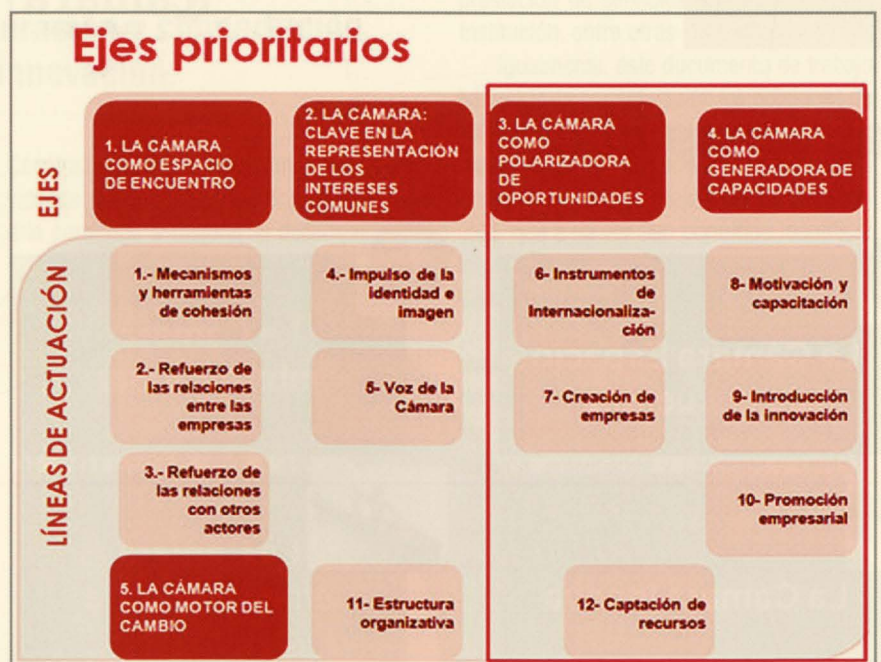 Ejes prioritarios
EJES
1. LA CÁMARA
COMO ESPACIO
DE ENCUENTRO
2. LA CÁMARA:
CLAVE EN LA
REPRESENTACIÓN
DE LOS
INTERESES
COMUNES
3. LA CÁMARA
COMO
POLARIZADORA
DE
OPORTUNIDADES
4. LA CÁMARA
COMO
GENERADORA DE
CAPACIDADES
LÍNEAS DE ACTUACIÓN
1.- Mecanismos
y herramientas
de cohesión
4.- Impulso de la
identidad e
imagen
6- Instrumentos
de
Internacionaliza-
ción
8- Motivación y
capacitación
2.- Refuerzo de
las relaciones
entre las
empresas
5- Voz de la
Cámara
7- Creación de
empresas
9- Introducción
de la innovación
3.- Refuerzo de
las relaciones
con otros
actores
10- Promoción
empresarial
5. LA CÁMARA
COMO MOTOR DEL
CAMBIO
11- Estructura
organizativa
12- Captación de
recursos